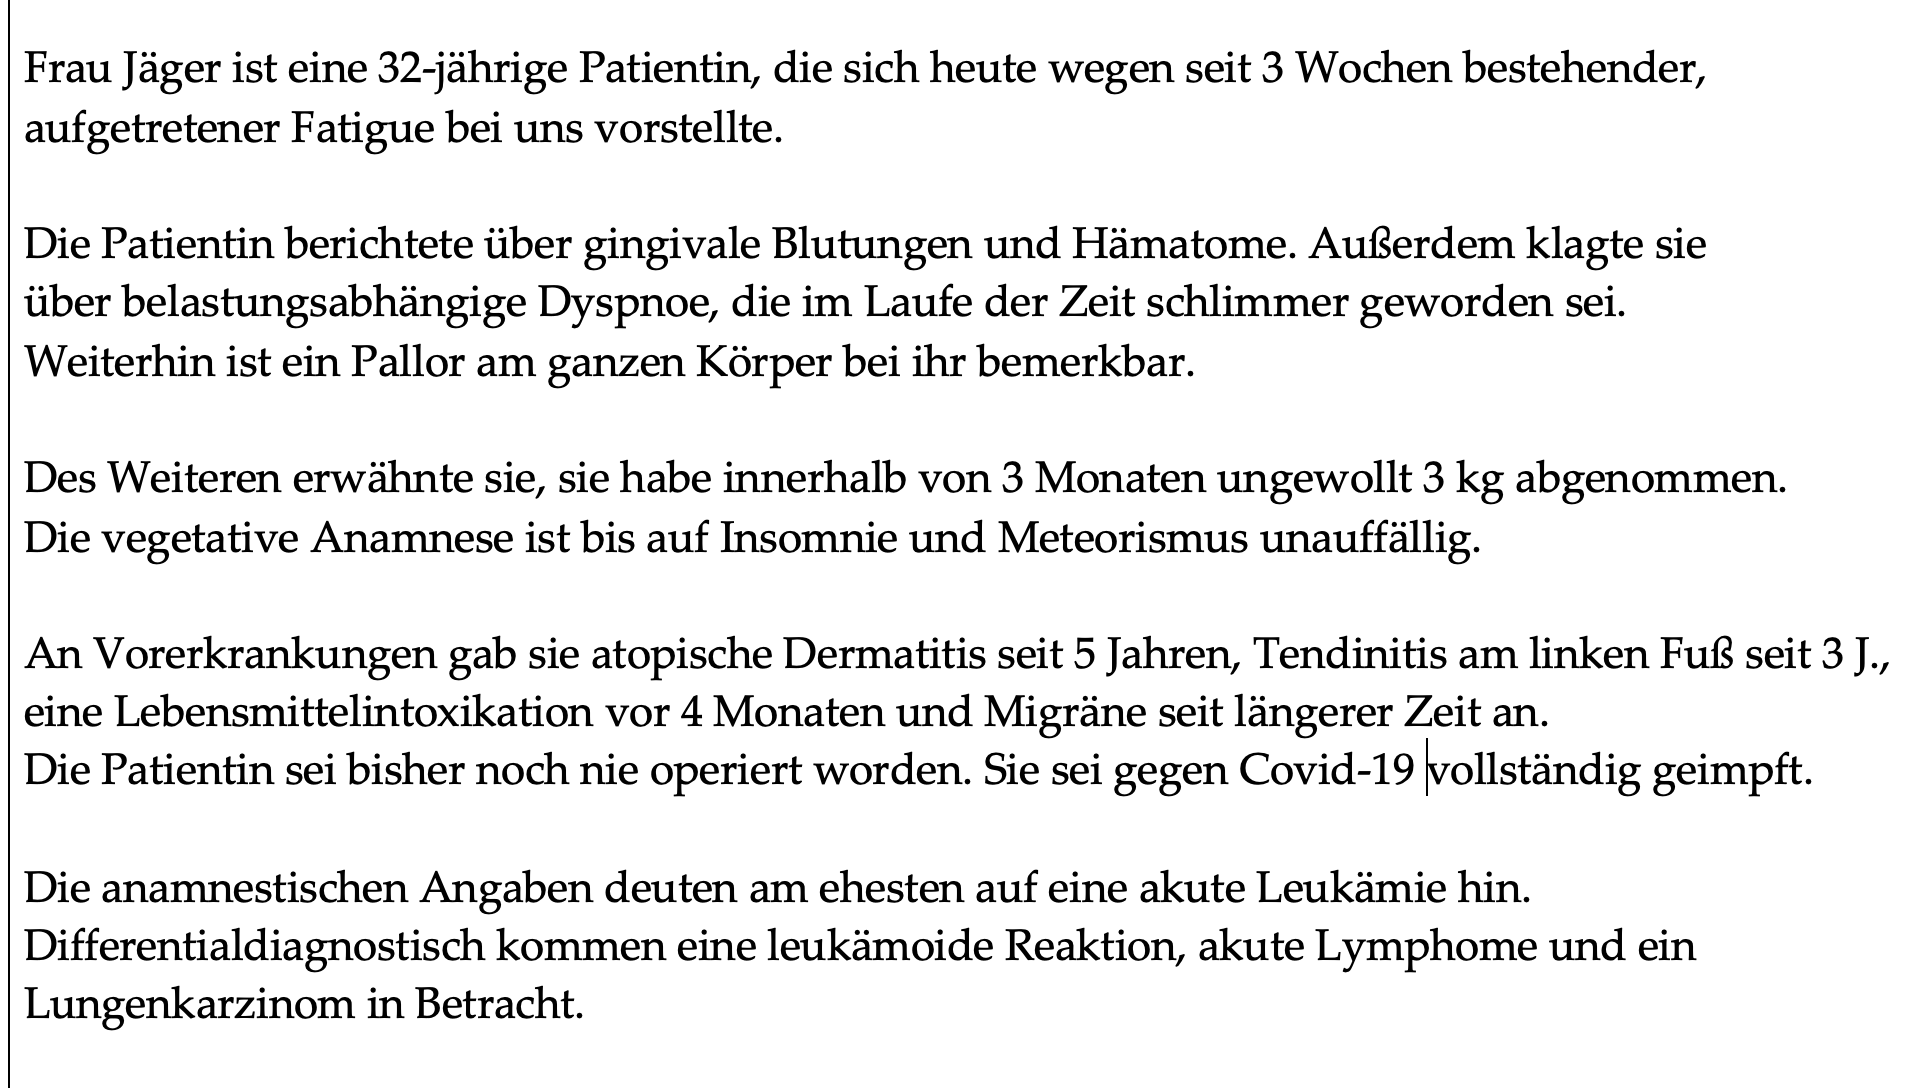 Frau Jäger ist eine 32-jährige Patientin, die sich heute wegen seit 3 Wochen bestehender,
aufgetretener Fatigue bei uns vorstellte.
Die Patientin berichtete über gingivale Blutungen und Hämatome. Außerdem klagte sie
über belastungsabhängige Dyspnoe, die im Laufe der Zeit schlimmer geworden sei.
Weiterhin ist ein Pallor am ganzen Körper bei ihr bemerkbar.
Des Weiteren erwähnte sie, sie habe innerhalb von 3 Monaten ungewollt 3 kg abgenommen.
Die vegetative Anamnese ist bis auf Insomnie und Meteorismus unauffällig.
An Vorerkrankungen gab sie atopische Dermatitis seit 5 Jahren, Tendinitis am linken Fuß seit 3 J.,
eine Lebensmittelintoxikation vor 4 Monaten und Migräne seit längerer Zeit an.
Die Patientin sei bisher noch nie operiert worden. Sie sei gegen Covid-19 vollständig geimpft.
Die anamnestischen Angaben deuten am ehesten auf eine akute Leukämie hin.
Differentialdiagnostisch kommen eine leukämoide Reaktion, akute Lymphome und ein
Lungenkarzinom in Betracht.